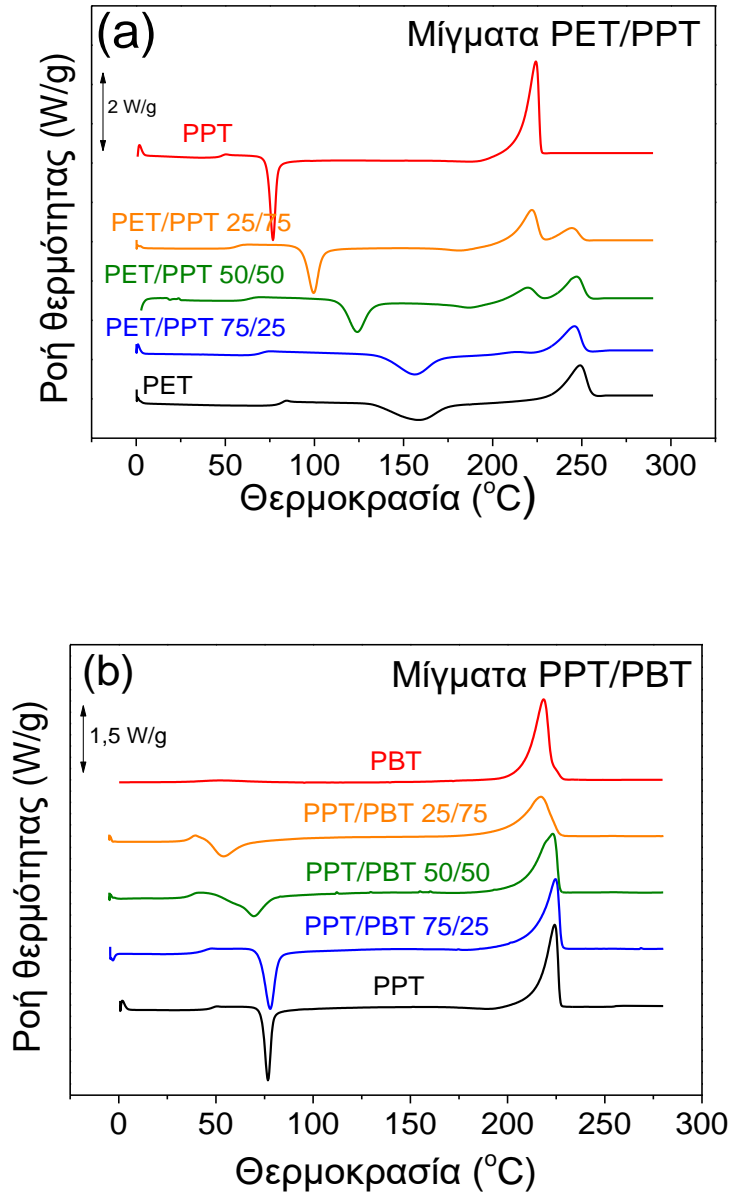 (a)
Μίγματα PET/PPT
2 W/g
PPT
PET/PPT 25/75
PET/PPT 50/50
PET/PPT 75/25
PET
Ροή θερμότητας (W/g)
0 50 100 150 200 250 300
Θερμοκρασία (°C)
(b)
Μίγματα PPT/PBT
1,5 W/g
PBT
PPT/PBT 25/75
PPT/PBT 50/50
PPT/PBT 75/25
PPT
Ροή θερμότητας (W/g)
0 50 100 150 200 250 300
Θερμοκρασία (°C)